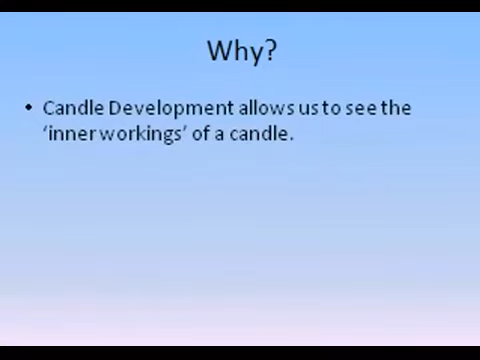 Why?
• Candle Development allows us to see the
‘inner workings’ of a candle.